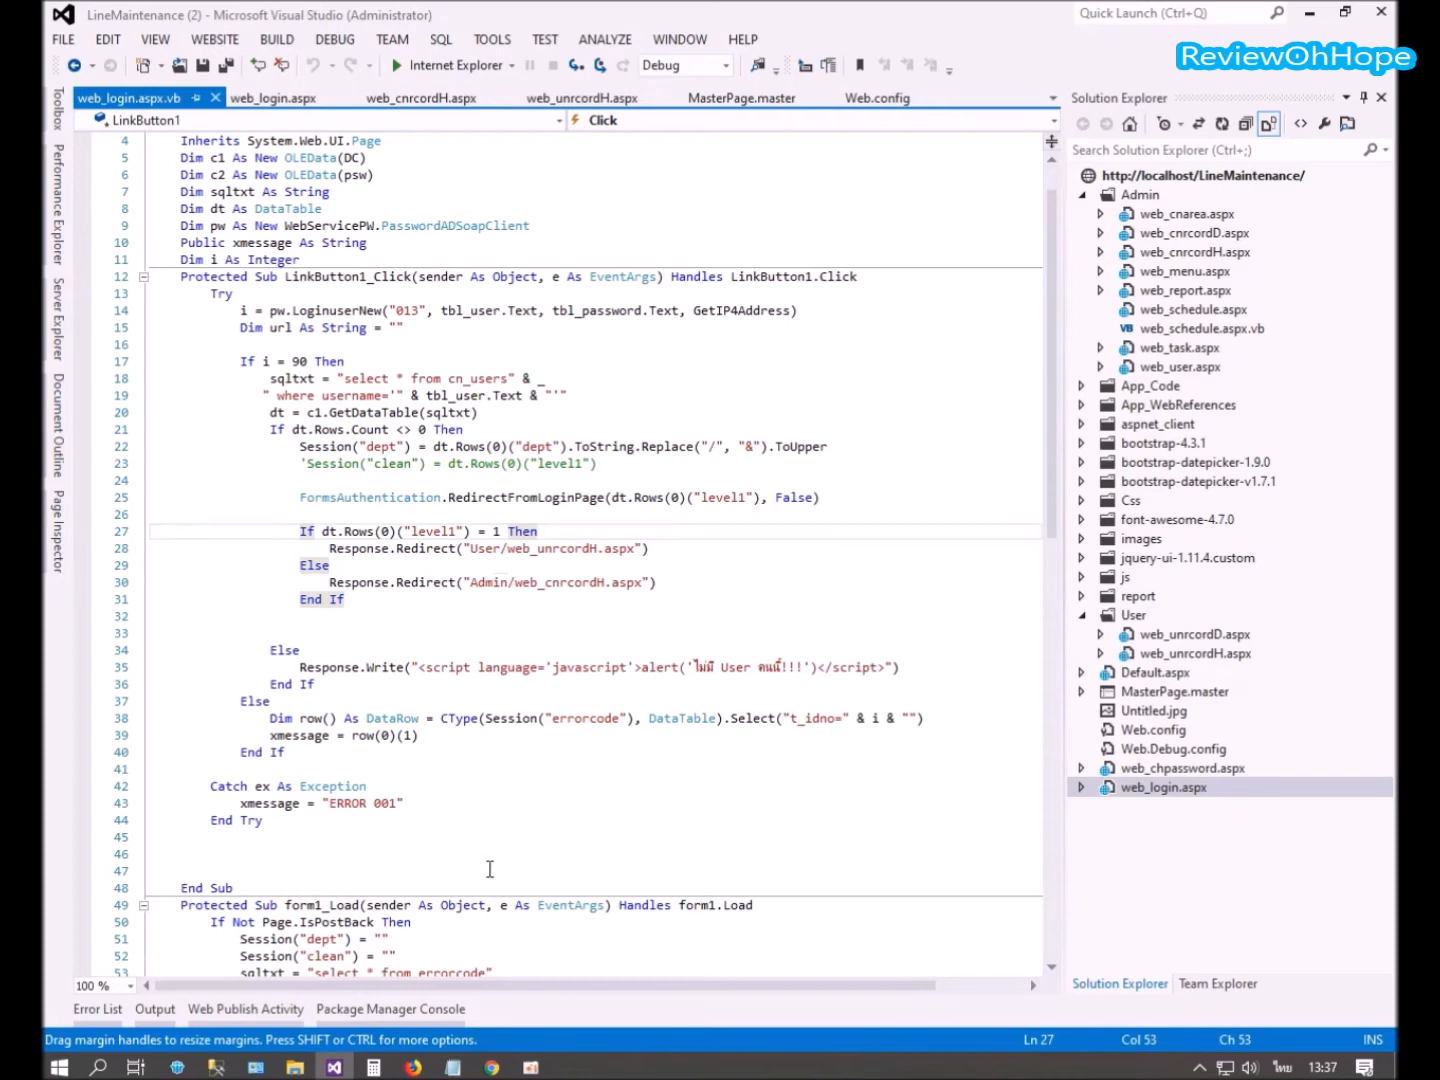 LineMaintenance (2) - Microsoft Visual Studio (Administrator)
Quick Launch (Ctrl+Q)
FILE EDIT VIEW WEBSITE BUILD DEBUG TEAM SQL TOOLS TEST ANALYZE WINDOW HELP
ReviewOhHope
Internet Explorer
Debug
web_login.aspx.vb web_login.aspx web_cnrcordH.aspx web_unrcordH.aspx MasterPage.master Web.config
LinkButton1
Click
Toolbox
Performance Explorer
Server Explorer
Document Outline
Page Inspector
4 Inherits System.Web.UI.Page
5 Dim c1 As New OLEData(DC)
6 Dim c2 As New OLEData(psw)
7 Dim sqltxt As String
8 Dim dt As DataTable
9 Dim pw As New WebServicePW.PasswordADSoapClient
10 Public xmessage As String
11 Dim i As Integer
12 Protected Sub LinkButton1_Click(sender As Object, e As EventArgs) Handles LinkButton1.Click
13 Try
14 i = pw.LoginuserNew("013", tbl_user.Text, tbl_password.Text, GetIP4Address)
15 Dim url As String = ""
16
17 If i = 90 Then
18 sqltxt = "select * from cn_users" & _
19 " where username='" & tbl_user.Text & "'"
20 dt = c1.GetDataTable(sqltxt)
21 If dt.Rows.Count <> 0 Then
22 Session("dept") = dt.Rows(0)("dept").ToString.Replace("/", "&").ToUpper
23 'Session("clean") = dt.Rows(0)("level1")
24
25 FormsAuthentication.RedirectFromLoginPage(dt.Rows(0)("level1"), False)
26
27 If dt.Rows(0)("level1") = 1 Then
28 Response.Redirect("User/web_unrcordH.aspx")
29 Else
30 Response.Redirect("Admin/web_cnrcordH.aspx")
31 End If
32
33
34 Else
35 Response.Write("<script language='javascript'>alert('ไม่มี User คนนี้!!!')</script>")
36 End If
37 Else
38 Dim row() As DataRow = CType(Session("errorcode"), DataTable).Select("t_idno=" & i & "")
39 xmessage = row(0)(1)
40 End If
41
42 Catch ex As Exception
43 xmessage = "ERROR 001"
44 End Try
45
46
47
48 End Sub
49 Protected Sub form1_Load(sender As Object, e As EventArgs) Handles form1.Load
50 If Not Page.IsPostBack Then
51 Session("dept") = ""
52 Session("clean") = ""
53 sqltxt = "select * from errorcode"
100 %
Solution Explorer
Search Solution Explorer (Ctrl+;)
http://localhost/LineMaintenance/
Admin
web_cnarea.aspx
web_cnrcordD.aspx
web_cnrcordH.aspx
web_menu.aspx
web_report.aspx
web_schedule.aspx
VB web_schedule.aspx.vb
web_task.aspx
web_user.aspx
App_Code
App_WebReferences
aspnet_client
bootstrap-4.3.1
bootstrap-datepicker-1.9.0
bootstrap-datepicker-v1.7.1
Css
font-awesome-4.7.0
images
jquery-ui-1.11.4.custom
js
report
User
web_unrcordD.aspx
web_unrcordH.aspx
Default.aspx
MasterPage.master
Untitled.jpg
Web.config
Web.Debug.config
web_chpassword.aspx
web_login.aspx
Solution Explorer Team Explorer
Error List Output Web Publish Activity Package Manager Console
Drag margin handles to resize margins. Press SHIFT or CTRL for more options.
Ln 27 Col 53 Ch 53 INS
ไทย 13:37